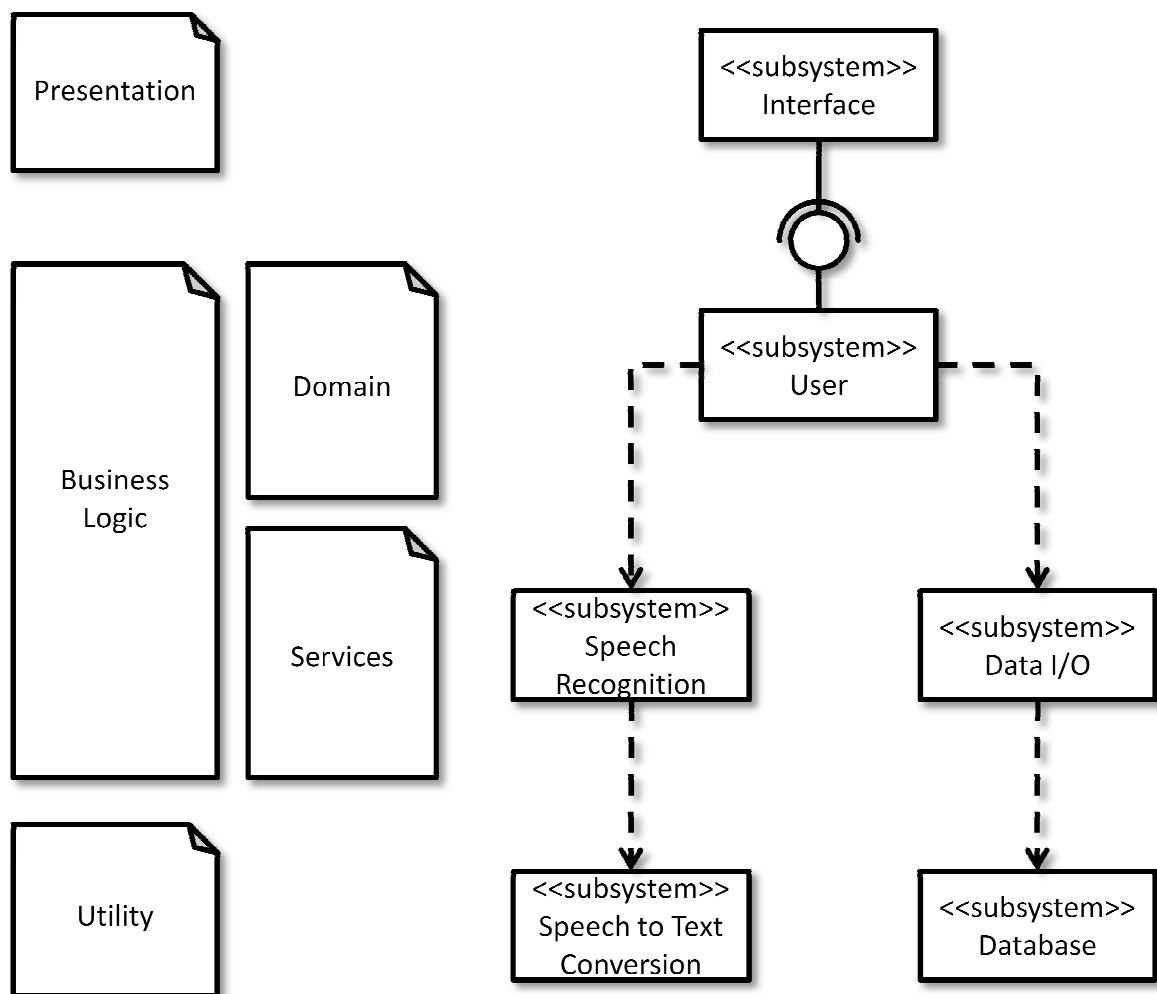 Presentation
<<subsystem>>
Interface
Business
Logic
Domain
<<subsystem>>
User
Services
<<subsystem>>
Speech
Recognition
<<subsystem>>
Data I/O
Utility
<<subsystem>>
Speech to Text
Conversion
<<subsystem>>
Database